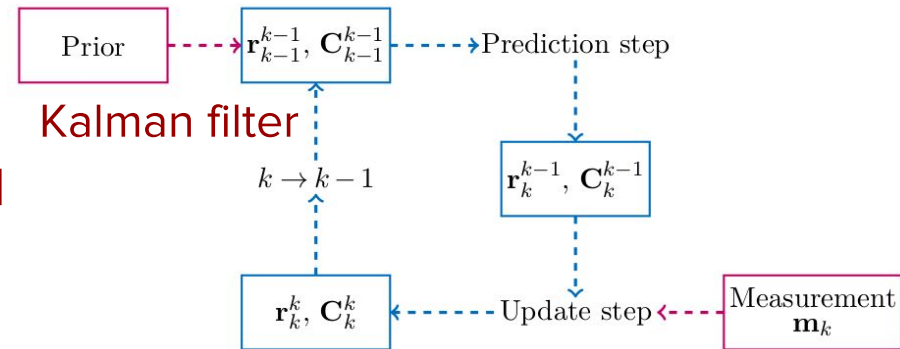 Prior
r_{k-1}^{k-1}, C_{k-1}^{k-1}
Prediction step
Kalman filter
k → k − 1
r_k^{k-1}, C_k^{k-1}
r_k^k, C_k^k
Update step
Measurement
m_k